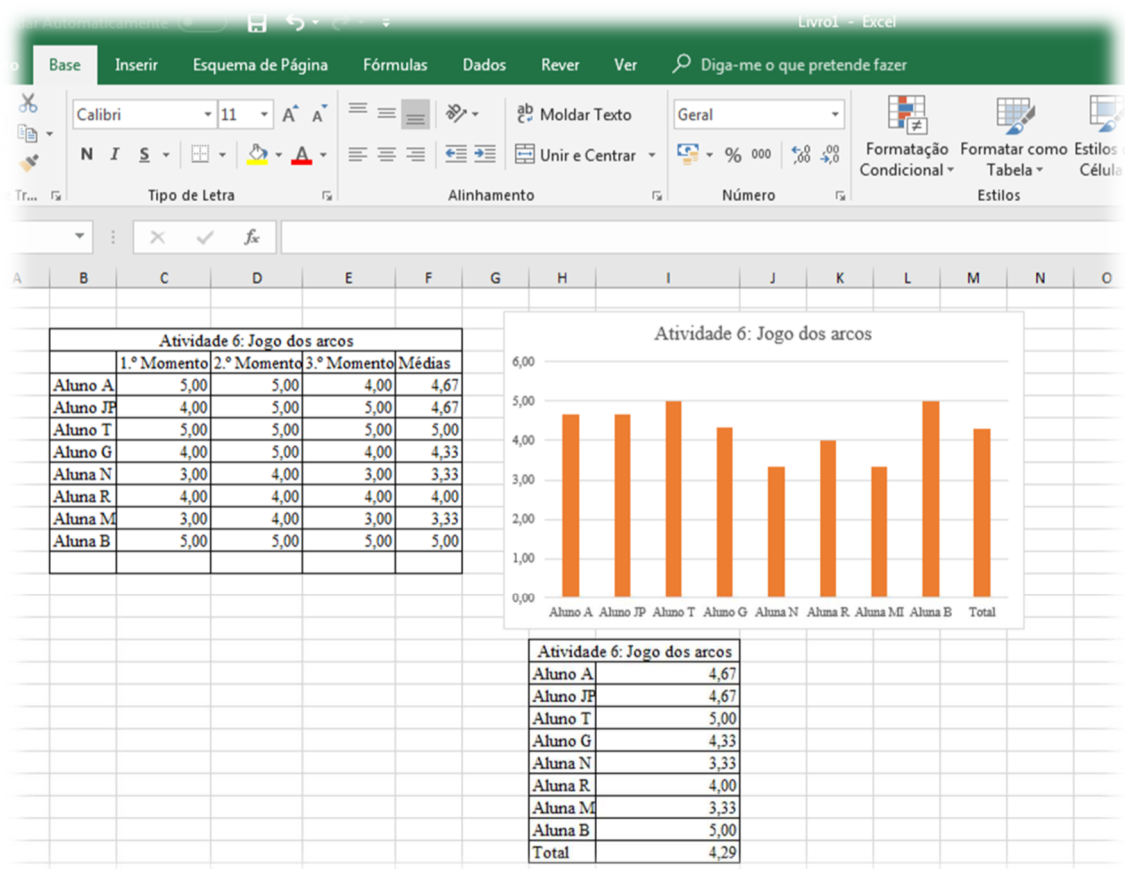 Automaticamente
Livro1 - Excel
Base Inserir Esquema de Página Fórmulas Dados Rever Ver Diga-me o que pretende fazer
Calibri 11 A A ab Moldar Texto Geral
N I S A Unir e Centrar % 000 Formatação Condicional Formatar como Tabela Estilos Célula
Tr... Tipo de Letra Alinhamento Número Estilos
fx
A B C D E F G H I J K L M N O
Atividade 6: Jogo dos arcos
1.º Momento 2.º Momento 3.º Momento Médias
Aluno A 5,00 5,00 4,00 4,67
Aluno JP 4,00 5,00 5,00 4,67
Aluno T 5,00 5,00 5,00 5,00
Aluno G 4,00 5,00 4,00 4,33
Aluna N 3,00 4,00 3,00 3,33
Aluna R 4,00 4,00 4,00 4,00
Aluna M 3,00 4,00 3,00 3,33
Aluna B 5,00 5,00 5,00 5,00
Atividade 6: Jogo dos arcos
6,00
5,00
4,00
3,00
2,00
1,00
0,00
Aluno A Aluno JP Aluno T Aluno G Aluna N Aluna R Aluna MI Aluna B Total
Atividade 6: Jogo dos arcos
Aluno A 4,67
Aluno JP 4,67
Aluno T 5,00
Aluno G 4,33
Aluna N 3,33
Aluna R 4,00
Aluna M 3,33
Aluna B 5,00
Total 4,29